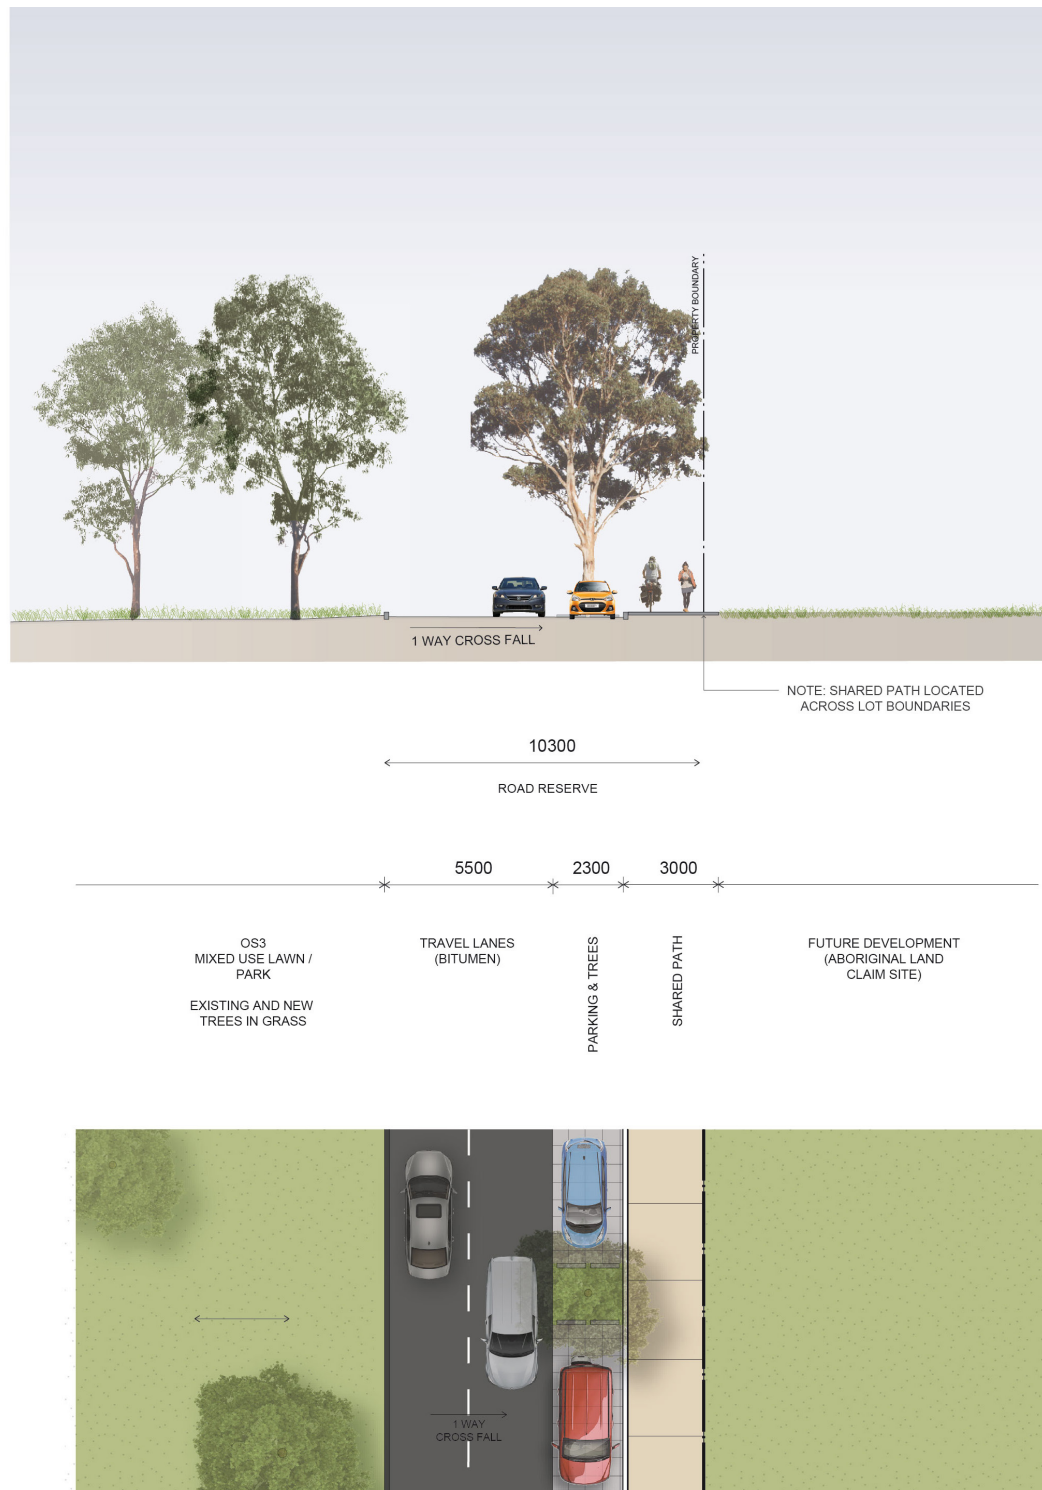 PROPERTY BOUNDARY
1 WAY CROSS FALL
NOTE: SHARED PATH LOCATED
ACROSS LOT BOUNDARIES
10300
ROAD RESERVE
5500
2300
3000
OS3
MIXED USE LAWN /
PARK
EXISTING AND NEW
TREES IN GRASS
TRAVEL LANES
(BITUMEN)
PARKING & TREES
SHARED PATH
FUTURE DEVELOPMENT
(ABORIGINAL LAND
CLAIM SITE)
1 WAY
CROSS FALL